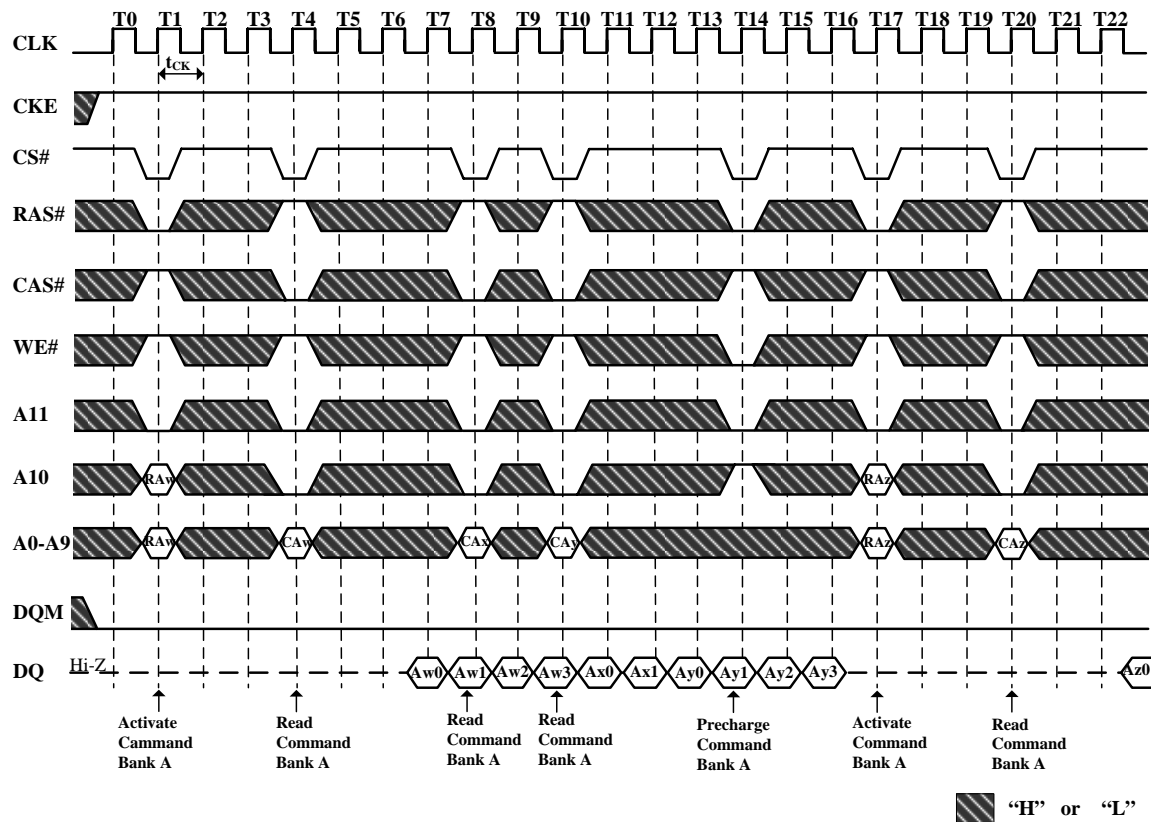 T0 T1 T2 T3 T4 T5 T6 T7 T8 T9 T10 T11 T12 T13 T14 T15 T16 T17 T18 T19 T20 T21 T22
CLK
tCK
CKE
CS#
RAS#
CAS#
WE#
A11
A10 RAw RAz
A0-A9 RAw CAw CAx CAy RAz CAz
DQM
DQ Hi-Z Aw0 Aw1 Aw2 Aw3 Ax0 Ax1 Ay0 Ay1 Ay2 Ay3 Az0
Activate
Cammand
Bank A
Read
Command
Bank A
Read
Command
Bank A
Read
Command
Bank A
Precharge
Command
Bank A
Activate
Command
Bank A
Read
Command
Bank A
“H” or “L”